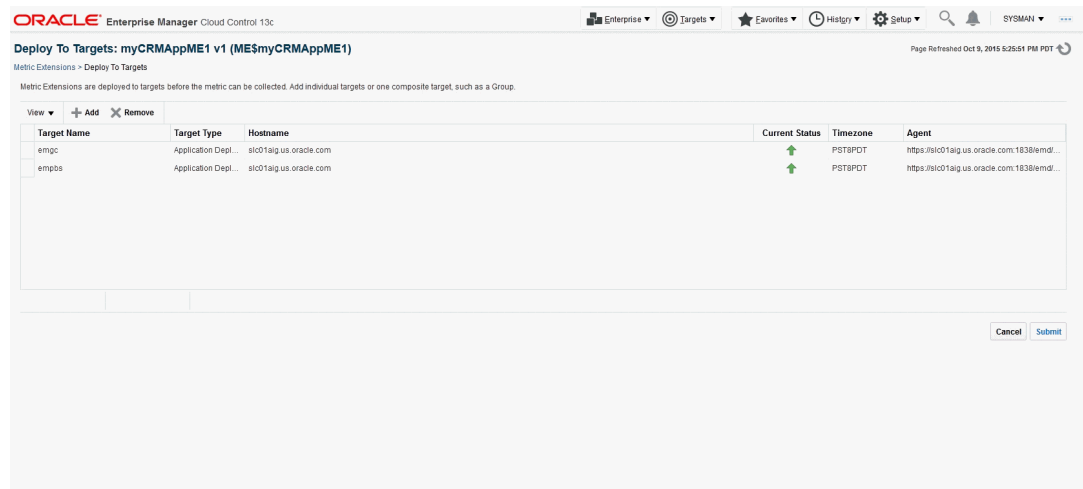 ORACLE Enterprise Manager Cloud Control 13c
Enterprise Targets Favorites History Setup SYSMAN
Deploy To Targets: myCRMAppME1 v1 (ME$myCRMAppME1)
Page Refreshed Oct 9, 2015 5:25:51 PM PDT
Metric Extensions > Deploy To Targets
Metric Extensions are deployed to targets before the metric can be collected. Add individual targets or one composite target, such as a Group.
View Add Remove
Target Name Target Type Hostname Current Status Timezone Agent
emgc Application Depl... slc01aig.us.oracle.com PST8PDT https://slc01aig.us.oracle.com:1838/emd/...
empbs Application Depl... slc01aig.us.oracle.com PST8PDT https://slc01aig.us.oracle.com:1838/emd/...
Cancel Submit